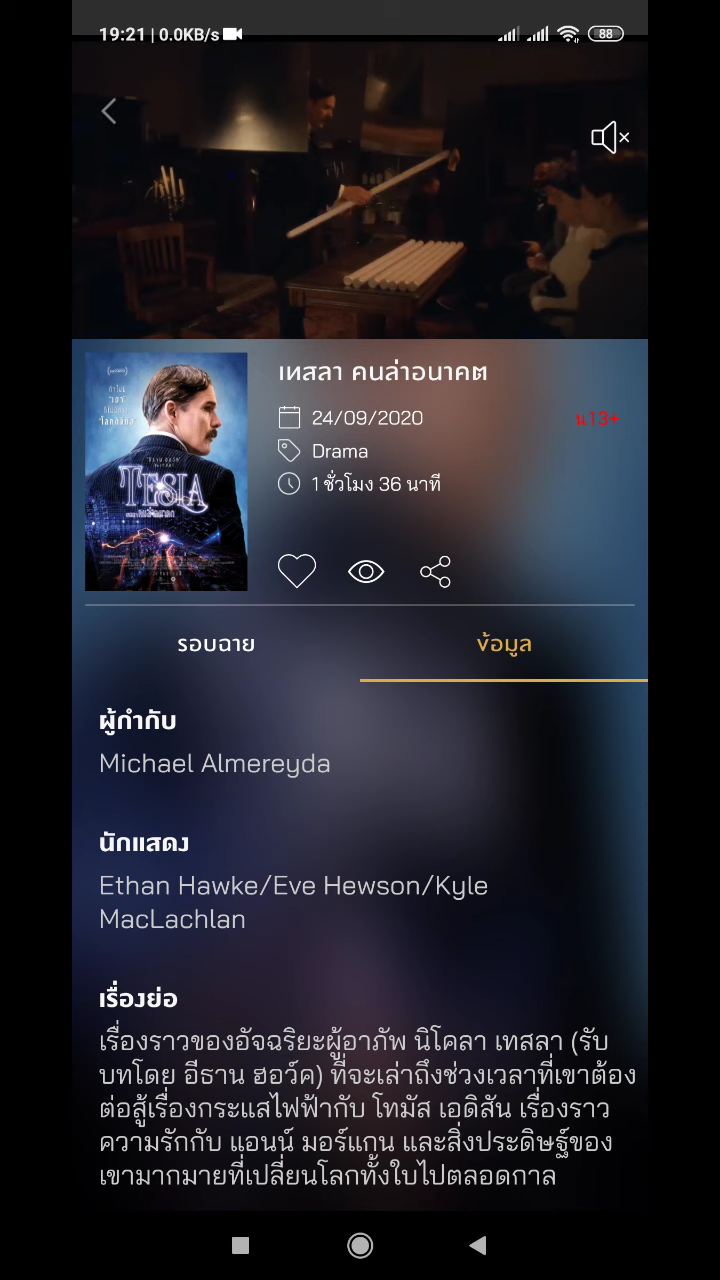 19:21 | 0.0KB/s
88
เทสลา คนล่าอนาคต
24/09/2020
น13+
Drama
1 ชั่วโมง 36 นาที
TESLA
รอบฉาย
ข้อมูล
ผู้กำกับ
Michael Almereyda
นักแสดง
Ethan Hawke/Eve Hewson/Kyle
MacLachlan
เรื่องย่อ
เรื่องราวของอัจฉริยะผู้อาภัพ นิโคลา เทสลา (รับ
บทโดย อีธาน ฮอว์ค) ที่จะเล่าถึงช่วงเวลาที่เขาต้อง
ต่อสู้เรื่องกระแสไฟฟ้ากับ โทมัส เอดิสัน เรื่องราว
ความรักกับ แอนน์ มอร์แกน และสิ่งประดิษฐ์ของ
เขามากมายที่เปลี่ยนโลกทั้งใบไปตลอดกาล